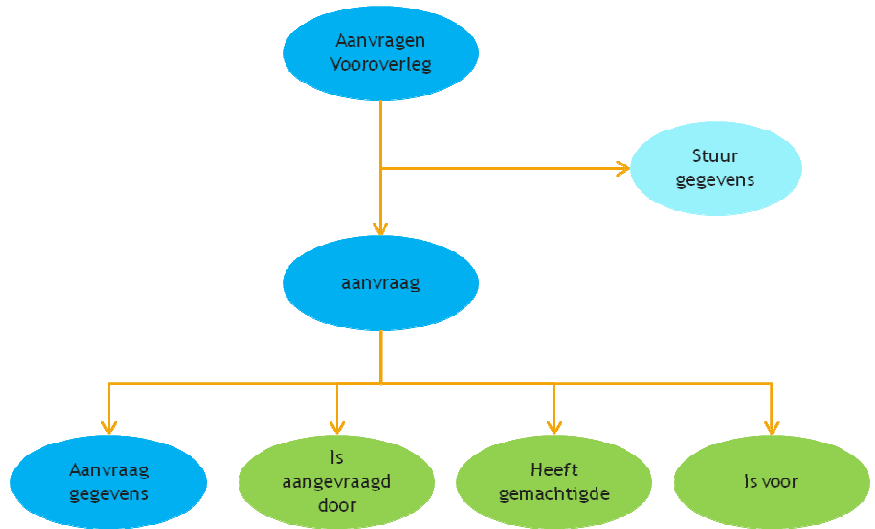 Aanvragen
Vooroverleg
Stuur
gegevens
aanvraag
Aanvraag
gegevens
Is
aangevraagd
door
Heeft
gemachtigde
Is voor